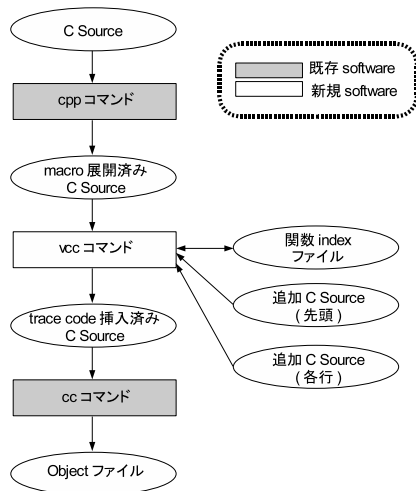 C Source
既存 software
新規 software
cpp コマンド
macro 展開済み
C Source
vcc コマンド
関数 index
ファイル
追加 C Source
( 先頭 )
trace code 挿入済み
C Source
追加 C Source
( 各行 )
cc コマンド
Object ファイル